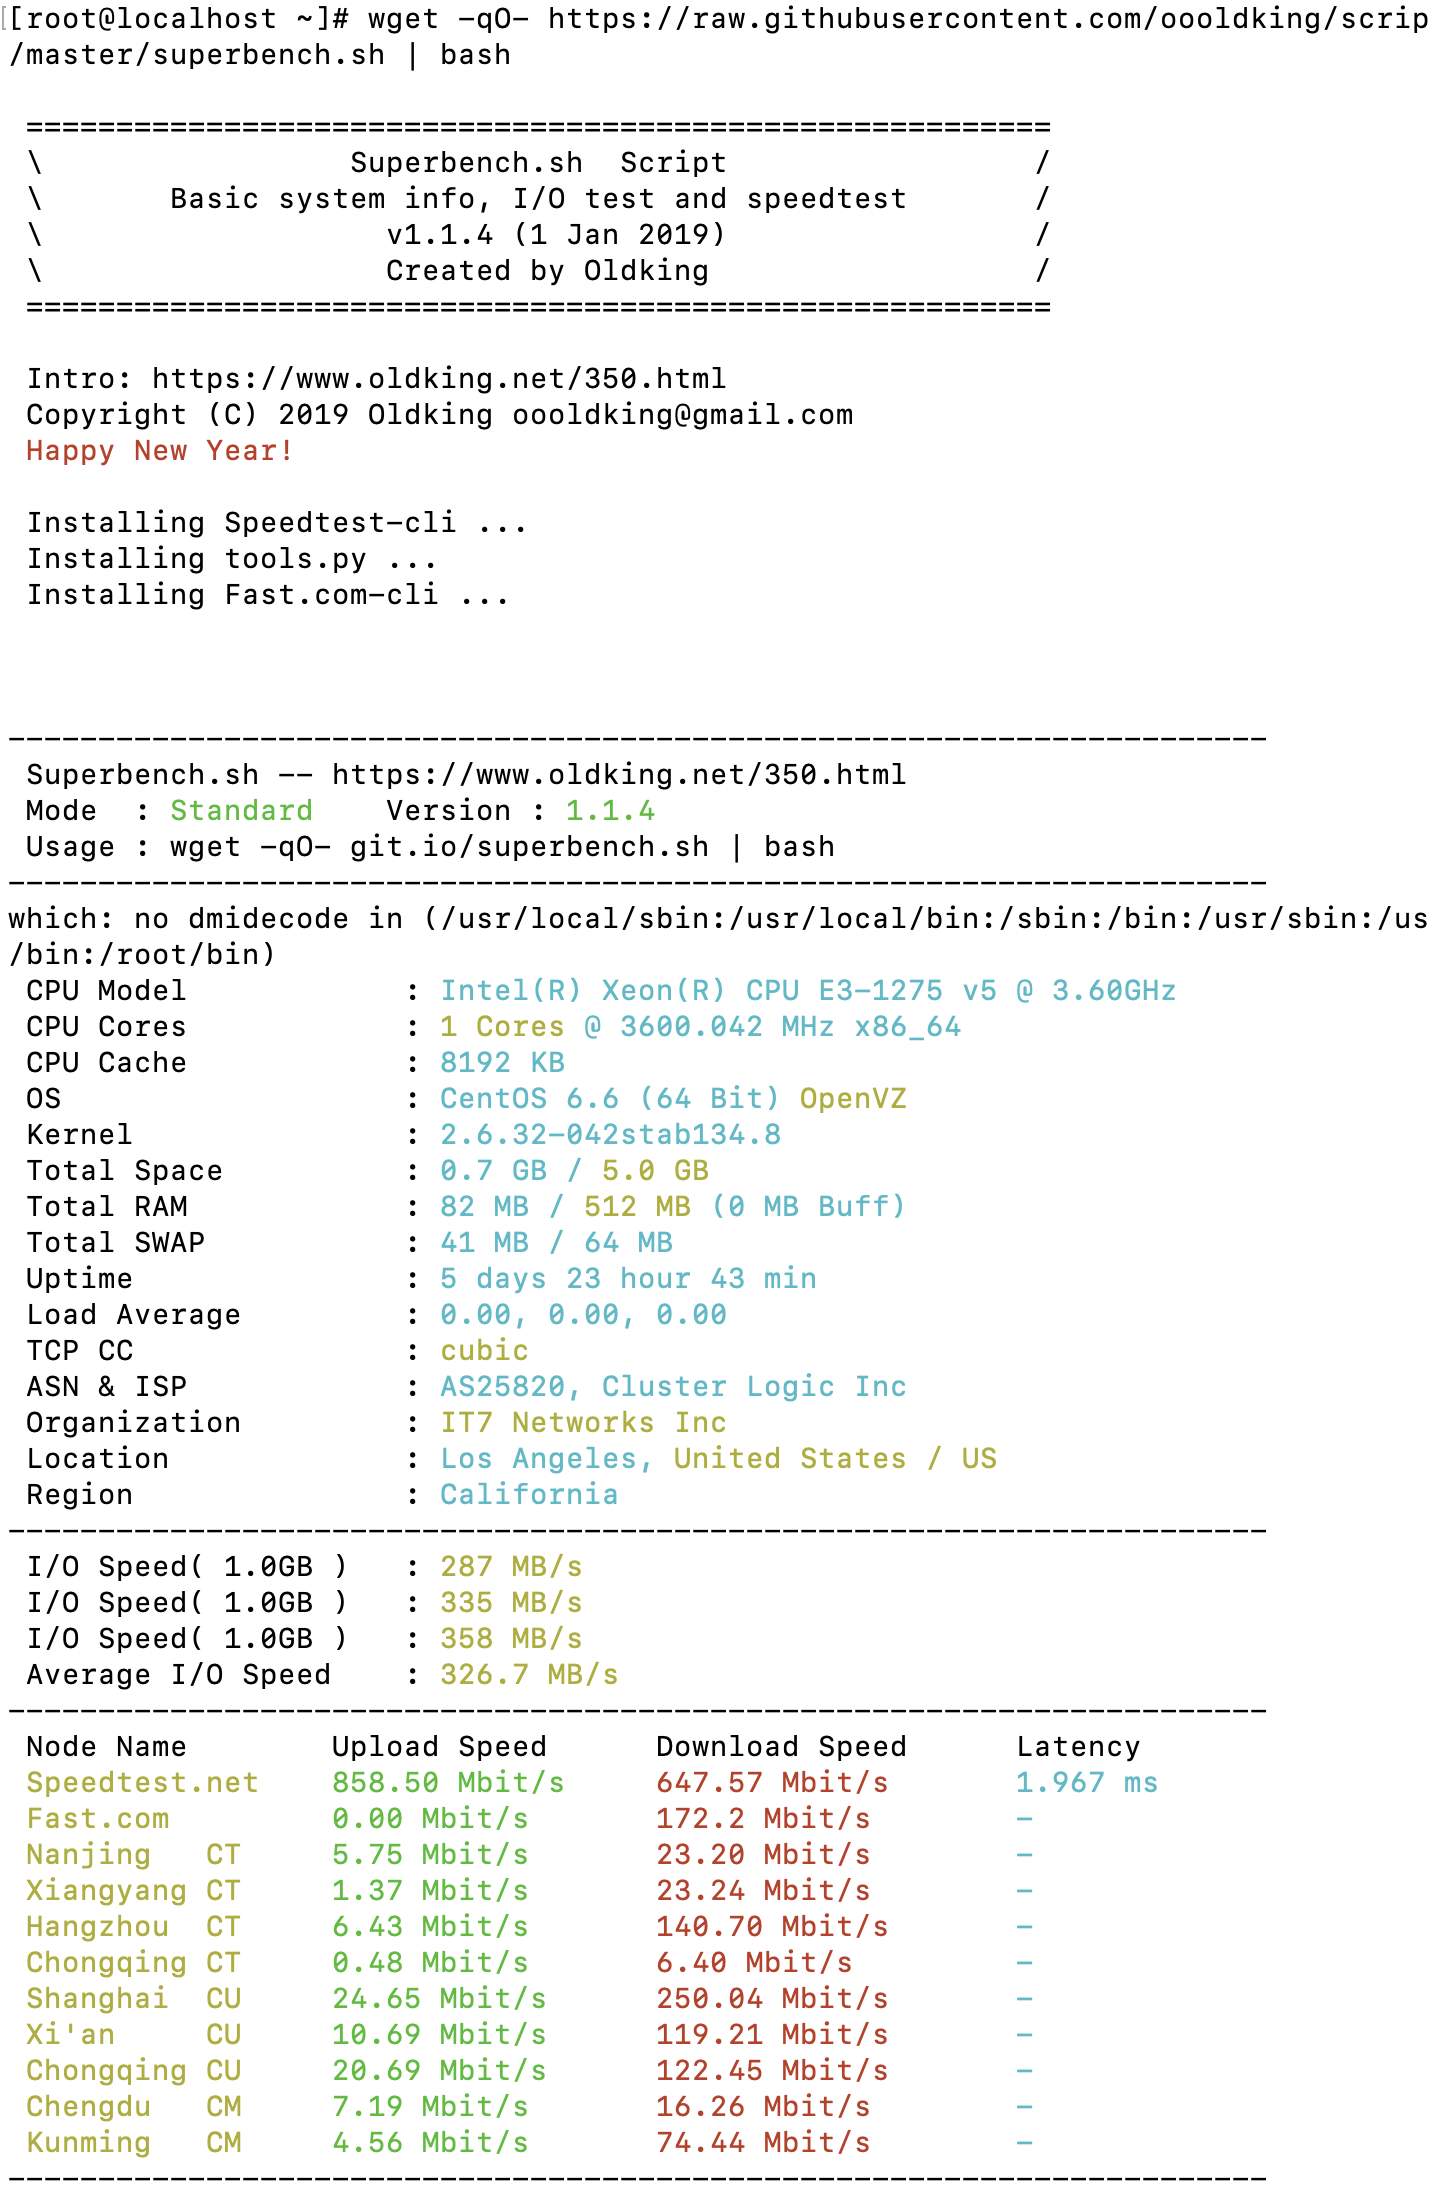 [root@localhost ~]# wget -qO- https://raw.githubusercontent.com/oooldking/scrip
/master/superbench.sh | bash
=========================================================
\ Superbench.sh  Script /
\ Basic system info, I/O test and speedtest /
\ v1.1.4 (1 Jan 2019) /
\ Created by Oldking /
=========================================================
Intro: https://www.oldking.net/350.html
Copyright (C) 2019 Oldking oooldking@gmail.com
Happy New Year!
Installing Speedtest-cli ...
Installing tools.py ...
Installing Fast.com-cli ...
----------------------------------------------------------------------
Superbench.sh -- https://www.oldking.net/350.html
Mode  : Standard    Version : 1.1.4
Usage : wget -qO- git.io/superbench.sh | bash
----------------------------------------------------------------------
which: no dmidecode in (/usr/local/sbin:/usr/local/bin:/sbin:/bin:/usr/sbin:/us
/bin:/root/bin)
CPU Model : Intel(R) Xeon(R) CPU E3-1275 v5 @ 3.60GHz
CPU Cores : 1 Cores @ 3600.042 MHz x86_64
CPU Cache : 8192 KB
OS : CentOS 6.6 (64 Bit) OpenVZ
Kernel : 2.6.32-042stab134.8
Total Space : 0.7 GB / 5.0 GB
Total RAM : 82 MB / 512 MB (0 MB Buff)
Total SWAP : 41 MB / 64 MB
Uptime : 5 days 23 hour 43 min
Load Average : 0.00, 0.00, 0.00
TCP CC : cubic
ASN & ISP : AS25820, Cluster Logic Inc
Organization : IT7 Networks Inc
Location : Los Angeles, United States / US
Region : California
----------------------------------------------------------------------
I/O Speed( 1.0GB ) : 287 MB/s
I/O Speed( 1.0GB ) : 335 MB/s
I/O Speed( 1.0GB ) : 358 MB/s
Average I/O Speed : 326.7 MB/s
----------------------------------------------------------------------
Node Name Upload Speed Download Speed Latency
Speedtest.net 858.50 Mbit/s 647.57 Mbit/s 1.967 ms
Fast.com 0.00 Mbit/s 172.2 Mbit/s -
Nanjing CT 5.75 Mbit/s 23.20 Mbit/s -
Xiangyang CT 1.37 Mbit/s 23.24 Mbit/s -
Hangzhou CT 6.43 Mbit/s 140.70 Mbit/s -
Chongqing CT 0.48 Mbit/s 6.40 Mbit/s -
Shanghai CU 24.65 Mbit/s 250.04 Mbit/s -
Xi'an CU 10.69 Mbit/s 119.21 Mbit/s -
Chongqing CU 20.69 Mbit/s 122.45 Mbit/s -
Chengdu CM 7.19 Mbit/s 16.26 Mbit/s -
Kunming CM 4.56 Mbit/s 74.44 Mbit/s -
----------------------------------------------------------------------